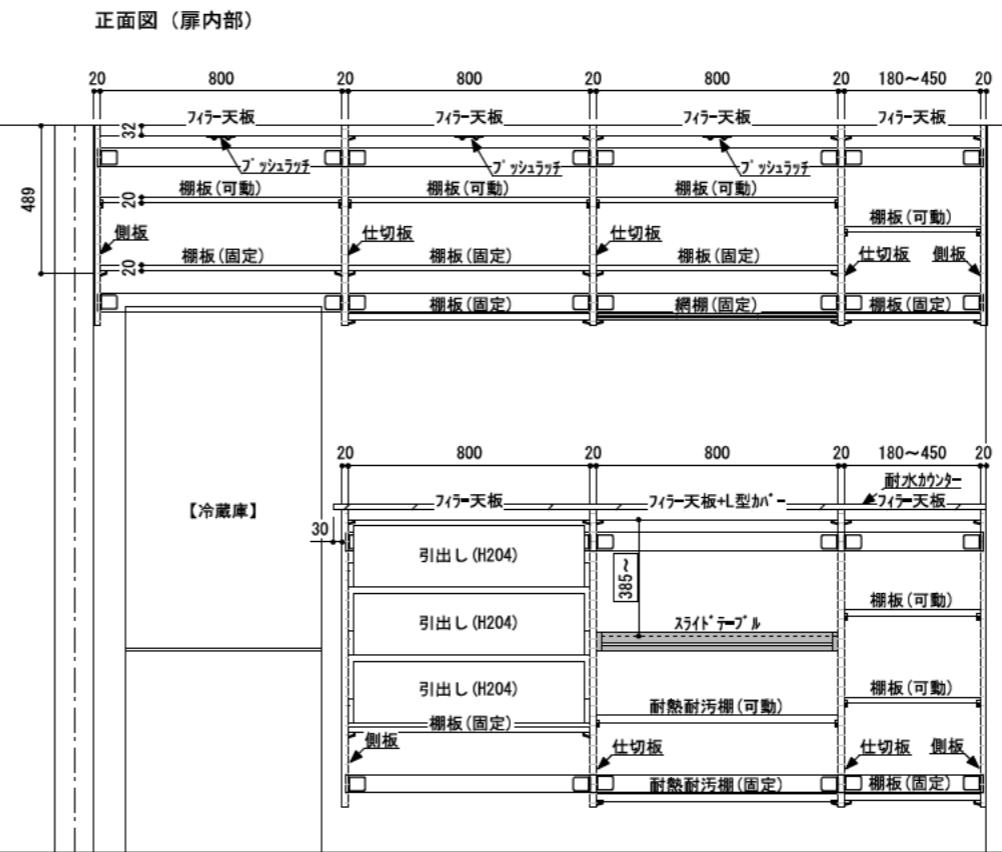 正面図（扉内部）
20 800 20 800 20 800 20 180～450 20
ﾌｨﾗｰ天板 ﾌｨﾗｰ天板 ﾌｨﾗｰ天板 ﾌｨﾗｰ天板
32
ﾌﾟｯｼｭﾗｯﾁ ﾌﾟｯｼｭﾗｯﾁ ﾌﾟｯｼｭﾗｯﾁ
489
棚板(可動) 棚板(可動) 棚板(可動)
20
棚板(可動)
側板 仕切板 仕切板
棚板(固定) 棚板(固定) 棚板(固定) 仕切板 側板
20
棚板(固定) 網棚(固定) 棚板(固定)
20 800 20 800 20 180～450 20
耐水ｶｳﾝﾀｰ
ﾌｨﾗｰ天板 ﾌｨﾗｰ天板+L型ｶﾊﾞｰ ﾌｨﾗｰ天板
【冷蔵庫】
30
引出し(H204)
385～
棚板(可動)
引出し(H204) ｽﾗｲﾄﾞﾃｰﾌﾞﾙ
引出し(H204) 棚板(可動)
耐熱耐汚棚(可動)
棚板(固定)
側板 仕切板 仕切板 側板
耐熱耐汚棚(固定) 棚板(固定)